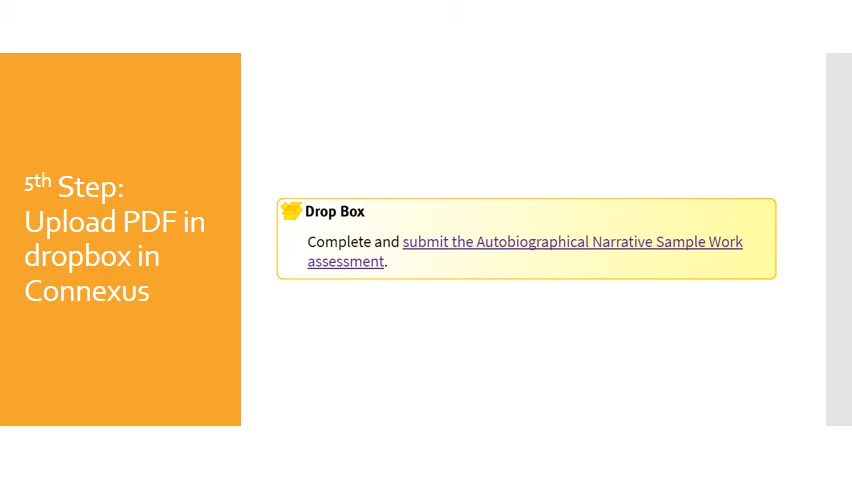 5th Step:
Upload PDF in
dropbox in
Connexus
Drop Box
Complete and submit the Autobiographical Narrative Sample Work
assessment.